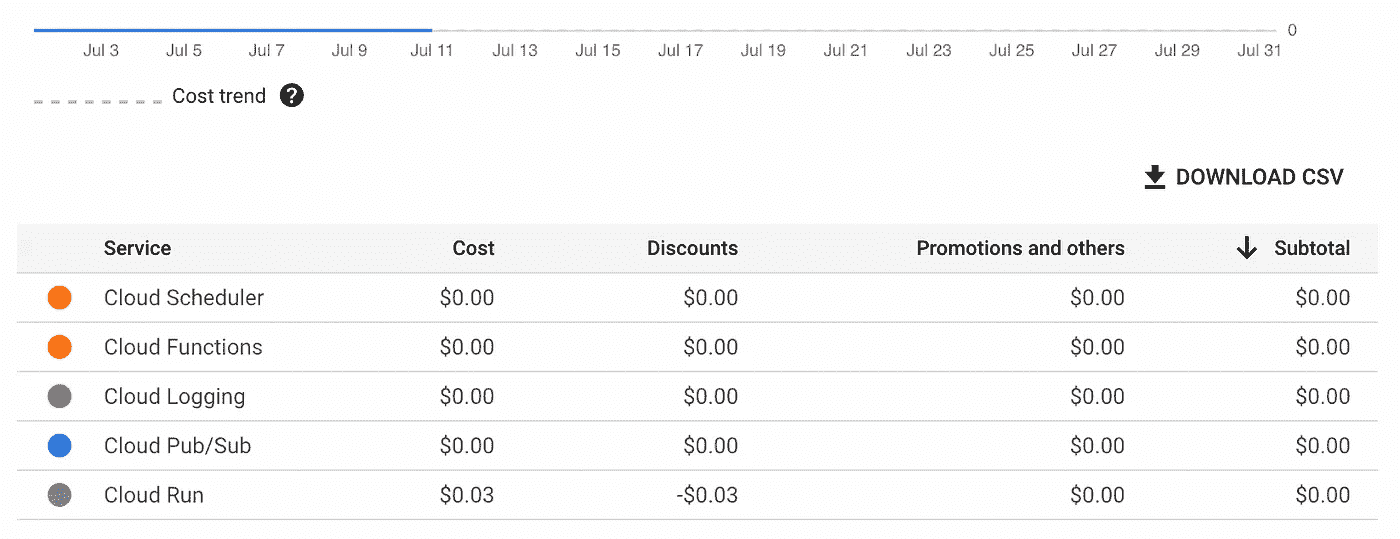 0
Jul 3 Jul 5 Jul 7 Jul 9 Jul 11 Jul 13 Jul 15 Jul 17 Jul 19 Jul 21 Jul 23 Jul 25 Jul 27 Jul 29 Jul 31
Cost trend ?
DOWNLOAD CSV
Service Cost Discounts Promotions and others Subtotal
Cloud Scheduler $0.00 $0.00 $0.00 $0.00
Cloud Functions $0.00 $0.00 $0.00 $0.00
Cloud Logging $0.00 $0.00 $0.00 $0.00
Cloud Pub/Sub $0.00 $0.00 $0.00 $0.00
Cloud Run $0.03 -$0.03 $0.00 $0.00